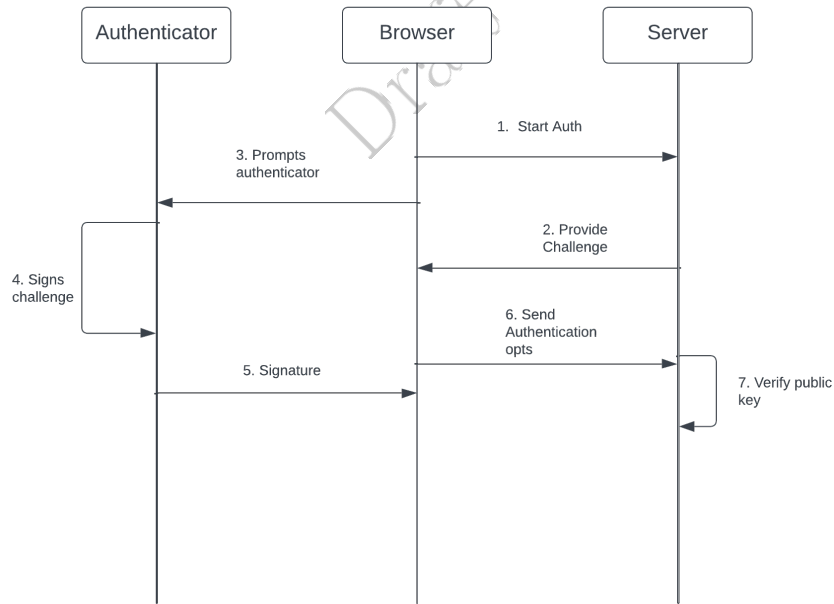 Authenticator
Browser
Server
1. Start Auth
3. Prompts
authenticator
2. Provide
Challenge
4. Signs
challenge
6. Send
Authentication
opts
5. Signature
7. Verify public
key